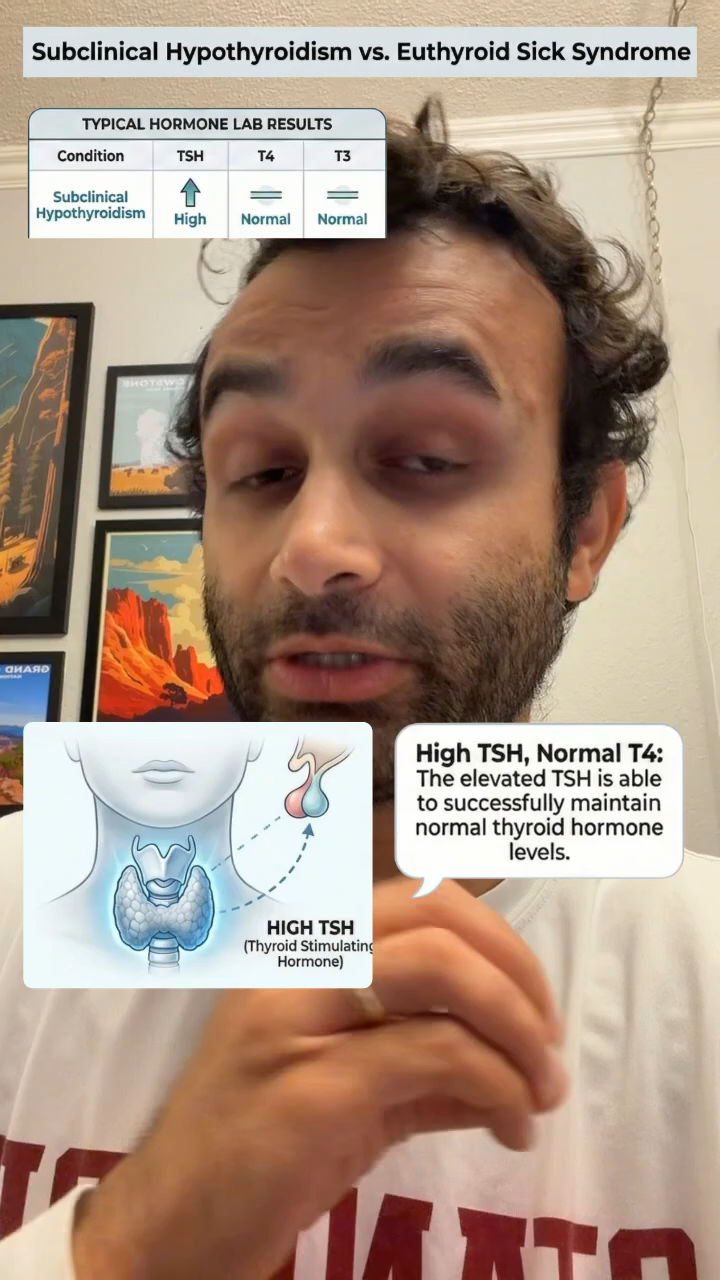 Subclinical Hypothyroidism vs. Euthyroid Sick Syndrome
TYPICAL HORMONE LAB RESULTS
Condition TSH T4 T3
Subclinical
Hypothyroidism
High Normal Normal
GRAND
High TSH, Normal T4:
The elevated TSH is able
to successfully maintain
normal thyroid hormone
levels.
HIGH TSH
(Thyroid Stimulating
Hormone)